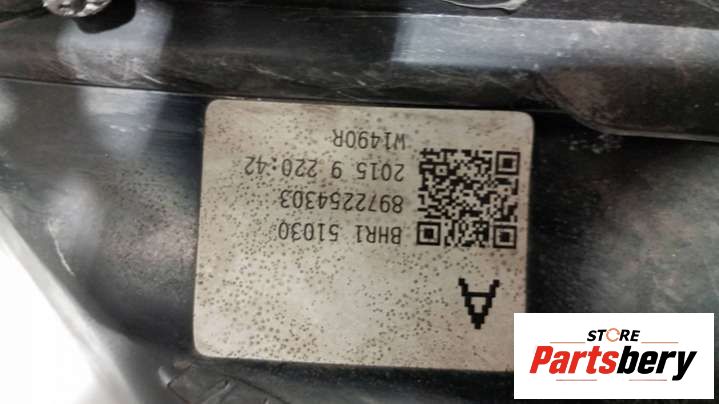 A
BHR1 51030
8972254303
2015 9 220:42
W1490R
STORE
Partsbery